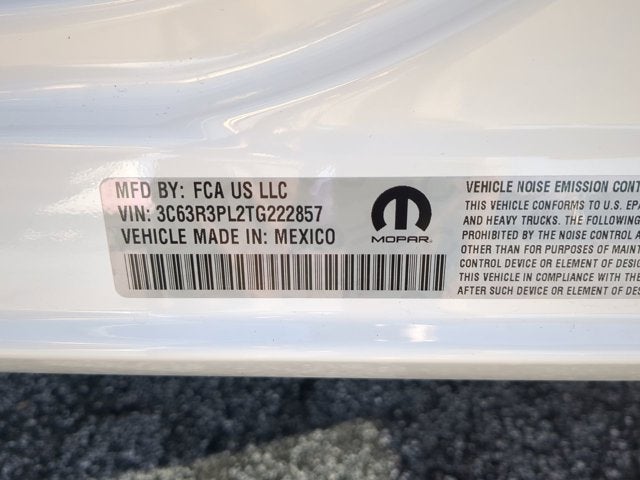 MFD BY: FCA US LLC
VIN: 3C63R3PL2TG222857
VEHICLE MADE IN: MEXICO
MOPAR
VEHICLE NOISE EMISSION CONT
THIS VEHICLE CONFORMS TO U.S. EPA
AND HEAVY TRUCKS. THE FOLLOWING
PROHIBITED BY THE NOISE CONTROL A
OTHER THAN FOR PURPOSES OF MAINT
CONTROL DEVICE OR ELEMENT OF DESIG
THIS VEHICLE IN COMPLIANCE WITH THE
AFTER SUCH DEVICE OR ELEMENT OF DES